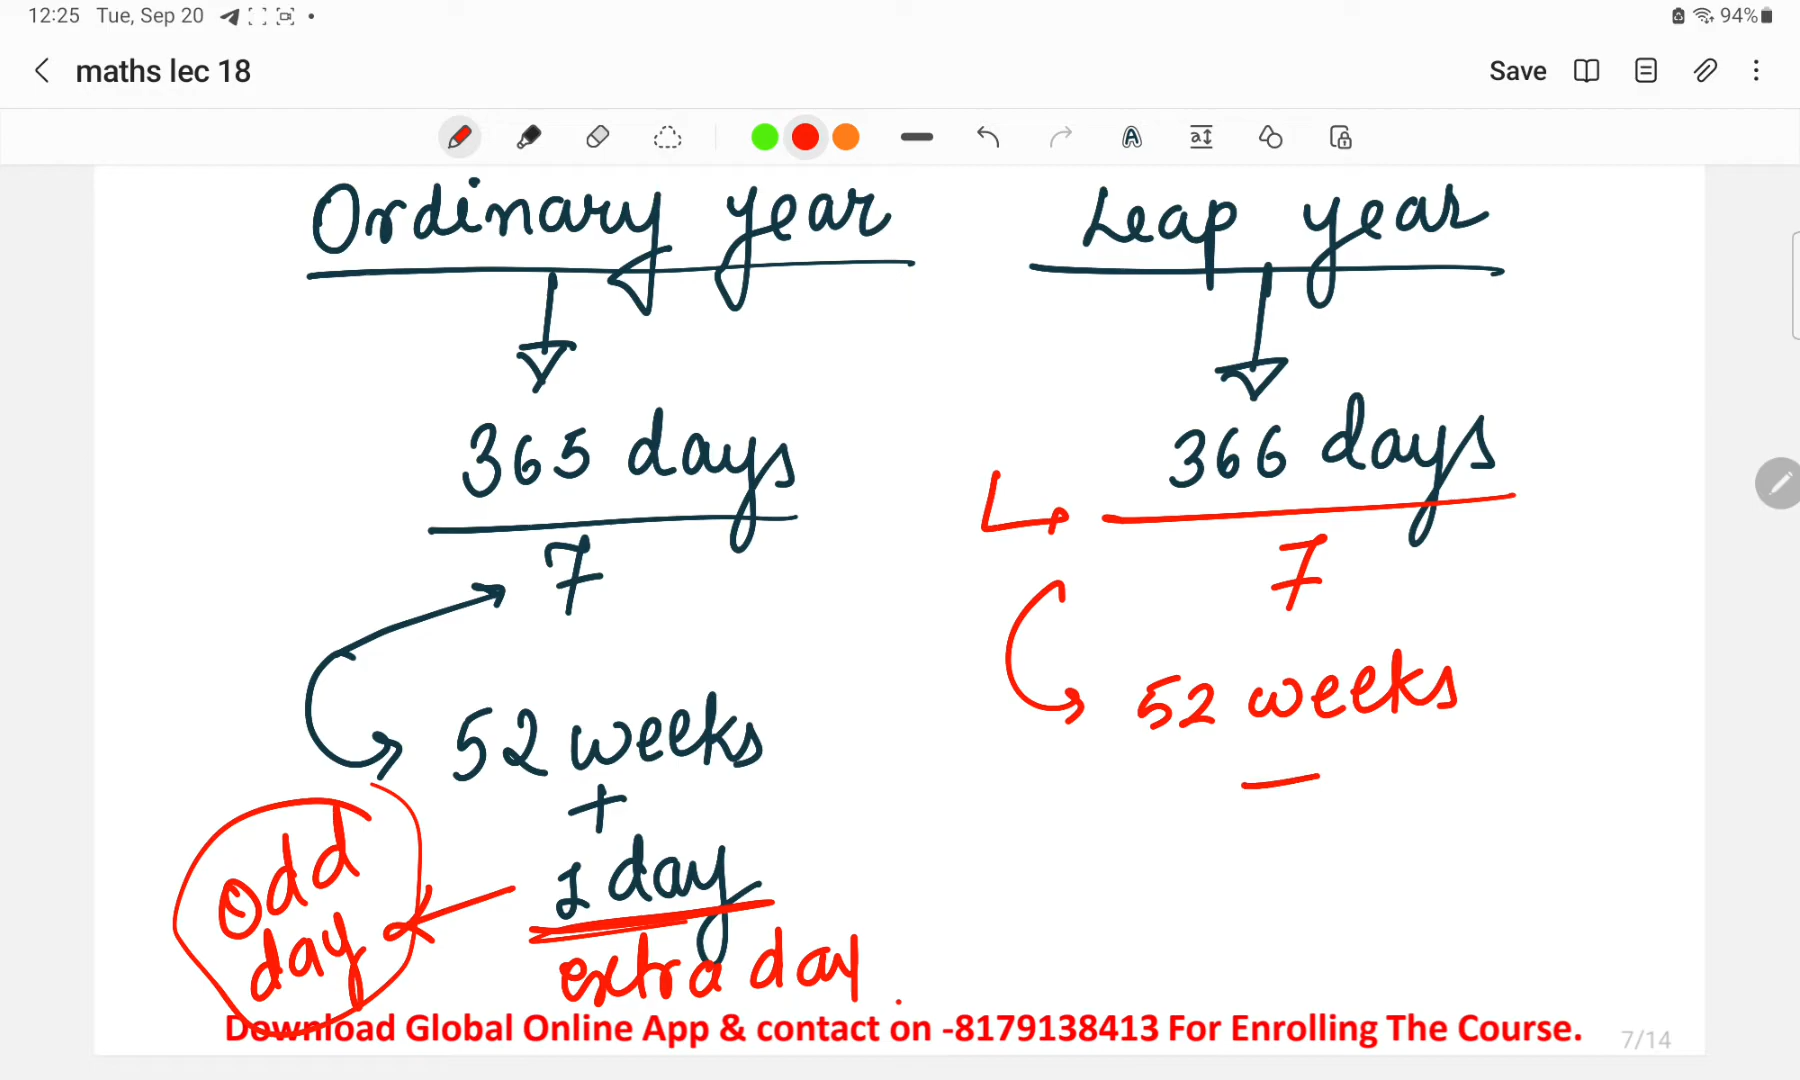 12:25 Tue, Sep 20
94%
maths lec 18
Save
Ordinary year
365 days
7
52 weeks
+
1 day
extra day
odd
day
Leap year
366 days
7
52 weeks
Download Global Online App & contact on -8179138413 For Enrolling The Course.
7/14